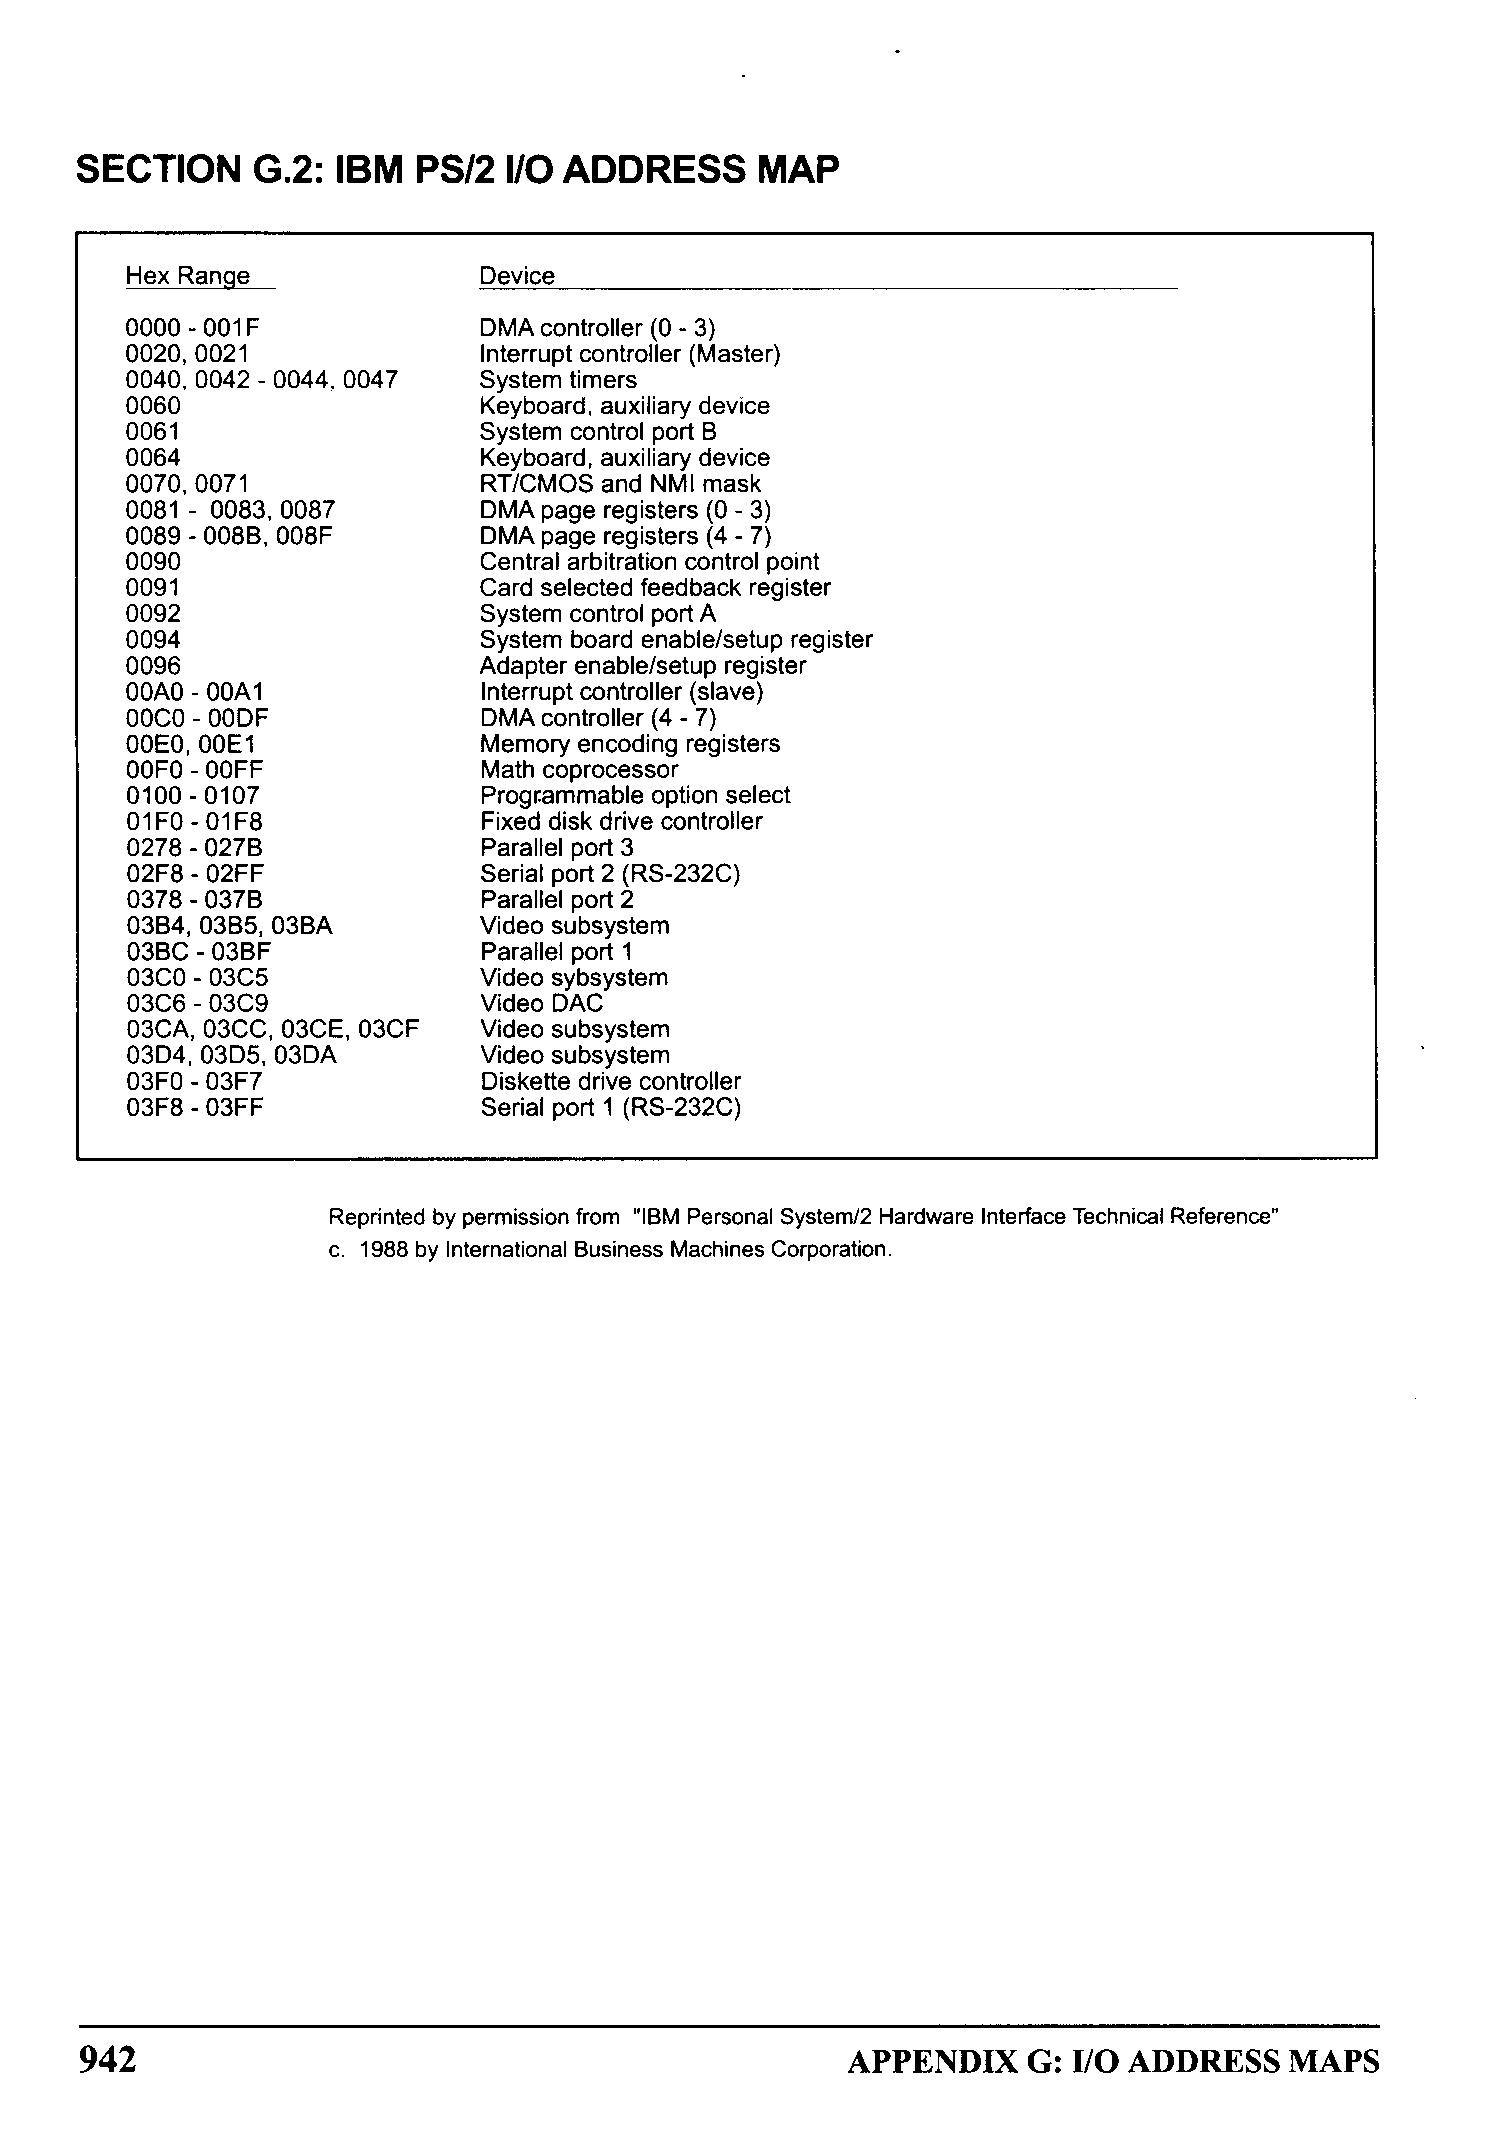 SECTION G.2: IBM PS/2 I/O ADDRESS MAP
Hex Range Device
0000 - 001F DMA controller (0 - 3)
0020, 0021 Interrupt controller (Master)
0040, 0042 - 0044, 0047 System timers
0060 Keyboard, auxiliary device
0061 System control port B
0064 Keyboard, auxiliary device
0070, 0071 RT/CMOS and NMI mask
0081 - 0083, 0087 DMA page registers (0 - 3)
0089 - 008B, 008F DMA page registers (4 - 7)
0090 Central arbitration control point
0091 Card selected feedback register
0092 System control port A
0094 System board enable/setup register
0096 Adapter enable/setup register
00A0 - 00A1 Interrupt controller (slave)
00C0 - 00DF DMA controller (4 - 7)
00E0, 00E1 Memory encoding registers
00F0 - 00FF Math coprocessor
0100 - 0107 Programmable option select
01F0 - 01F8 Fixed disk drive controller
0278 - 027B Parallel port 3
02F8 - 02FF Serial port 2 (RS-232C)
0378 - 037B Parallel port 2
03B4, 03B5, 03BA Video subsystem
03BC - 03BF Parallel port 1
03C0 - 03C5 Video sybsystem
03C6 - 03C9 Video DAC
03CA, 03CC, 03CE, 03CF Video subsystem
03D4, 03D5, 03DA Video subsystem
03F0 - 03F7 Diskette drive controller
03F8 - 03FF Serial port 1 (RS-232C)
Reprinted by permission from "IBM Personal System/2 Hardware Interface Technical Reference"
c. 1988 by International Business Machines Corporation.
942 APPENDIX G: I/O ADDRESS MAPS